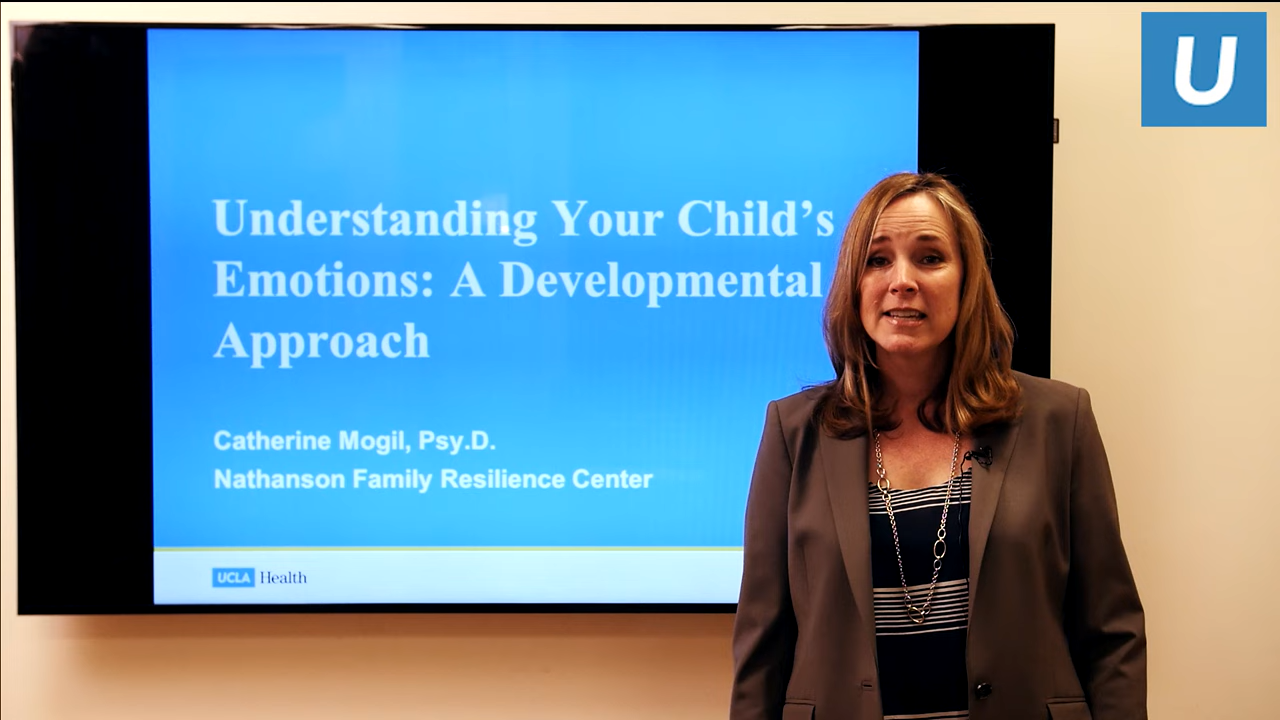 U
Understanding Your Child’s
Emotions: A Developmental
Approach
Catherine Mogil, Psy.D.
Nathanson Family Resilience Center
UCLA Health